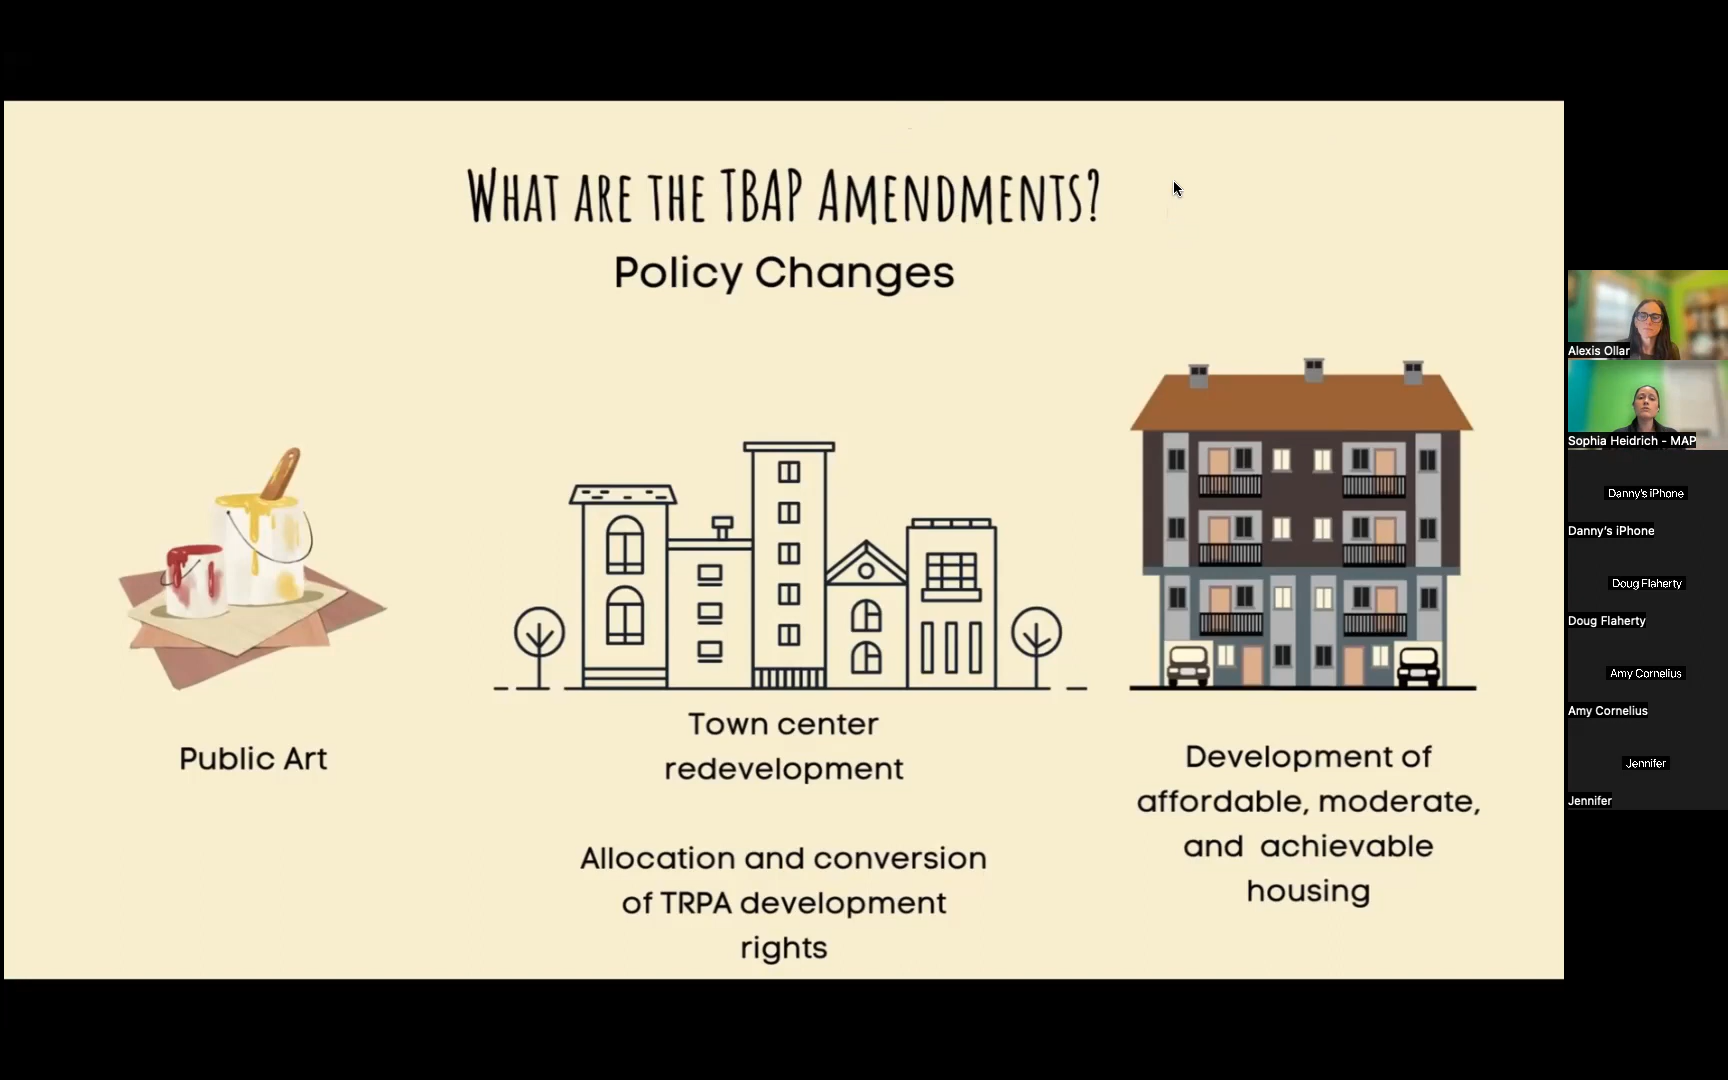 What are the TBAP Amendments?
Policy Changes
Public Art
Town center
redevelopment
Allocation and conversion
of TRPA development
rights
Development of
affordable, moderate,
and achievable
housing
Alexis Ollar
Sophia Heidrich - MAP
Danny's iPhone
Danny's iPhone
Doug Flaherty
Doug Flaherty
Amy Cornelius
Amy Cornelius
Jennifer
Jennifer